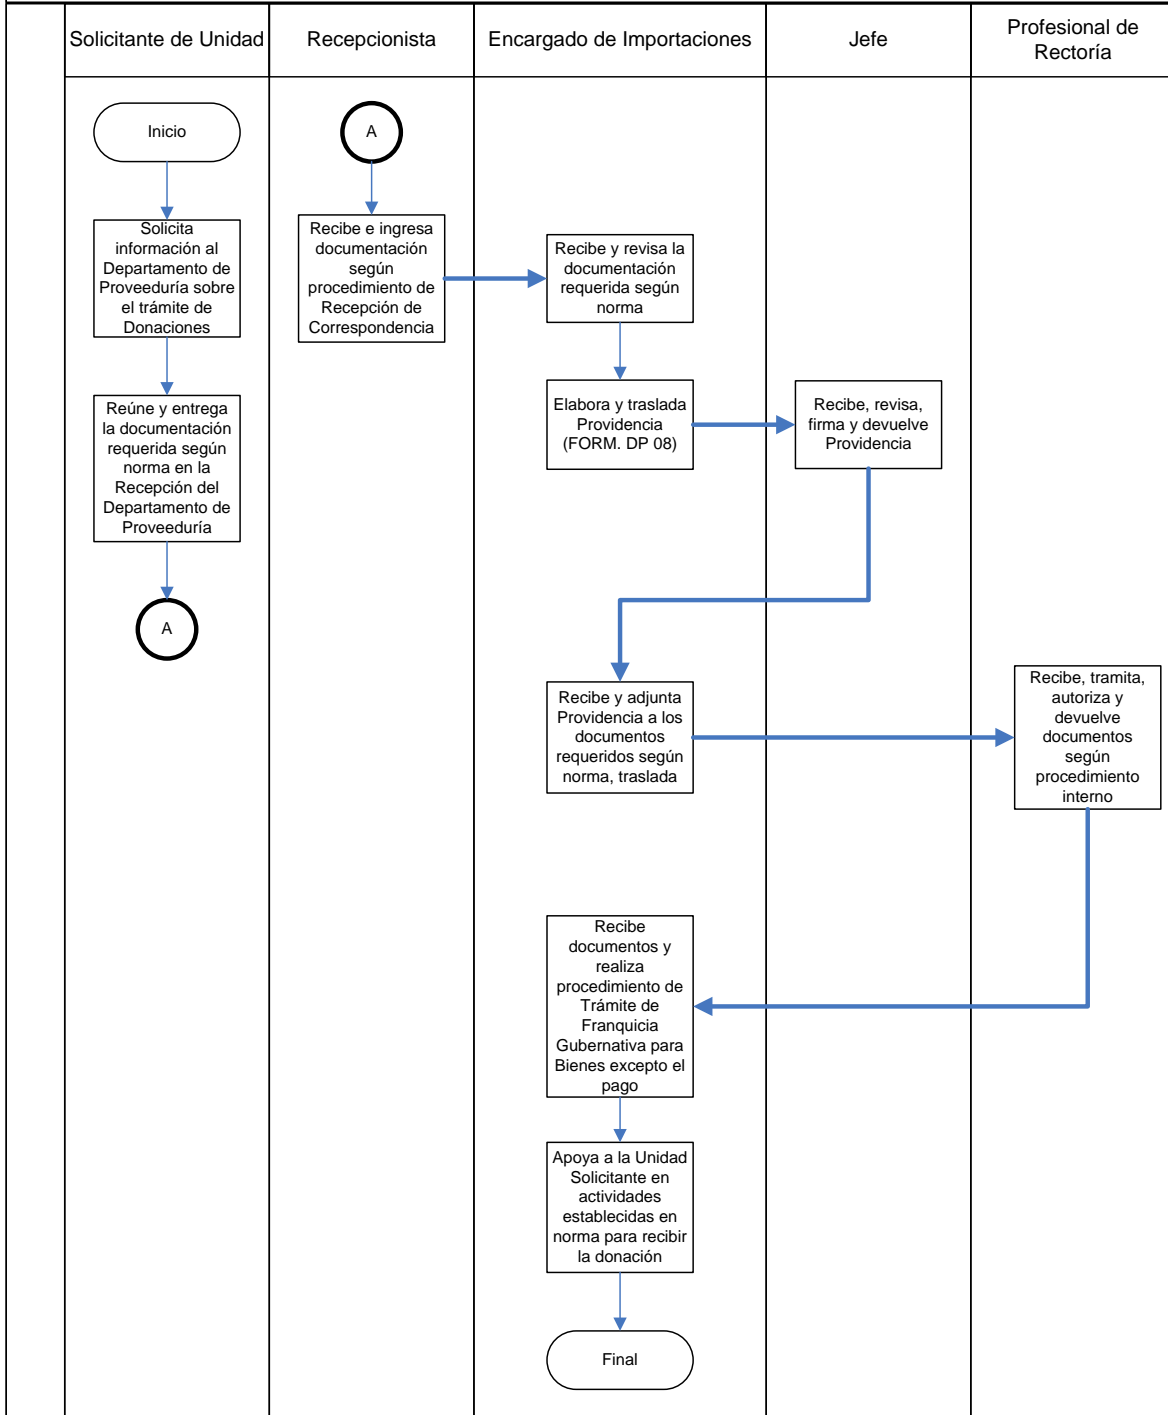 Solicitante de Unidad
Recepcionista
Encargado de Importaciones
Jefe
Profesional de
Rectoría
Inicio
Solicita
información al
Departamento de
Proveeduría sobre
el trámite de
Donaciones
Reúne y entrega
la documentación
requerida según
norma en la
Recepción del
Departamento de
Proveeduría
A
A
Recibe e ingresa
documentación
según
procedimiento de
Recepción de
Correspondencia
Recibe y revisa la
documentación
requerida según
norma
Elabora y traslada
Providencia
(FORM. DP 08)
Recibe, revisa,
firma y devuelve
Providencia
Recibe y adjunta
Providencia a los
documentos
requeridos según
norma, traslada
Recibe, tramita,
autoriza y
devuelve
documentos
según
procedimiento
interno
Recibe
documentos y
realiza
procedimiento de
Trámite de
Franquicia
Gubernativa para
Bienes excepto el
pago
Apoya a la Unidad
Solicitante en
actividades
establecidas en
norma para recibir
la donación
Final